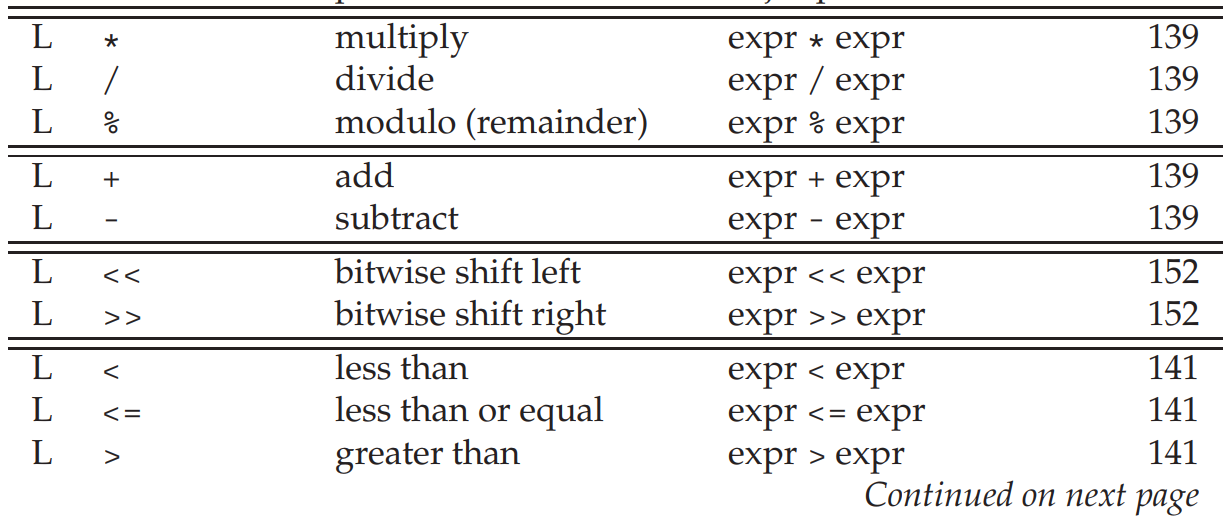 L * multiply expr * expr 139
L / divide expr / expr 139
L % modulo (remainder) expr % expr 139
L + add expr + expr 139
L - subtract expr - expr 139
L << bitwise shift left expr << expr 152
L >> bitwise shift right expr >> expr 152
L < less than expr < expr 141
L <= less than or equal expr <= expr 141
L > greater than expr > expr 141
Continued on next page